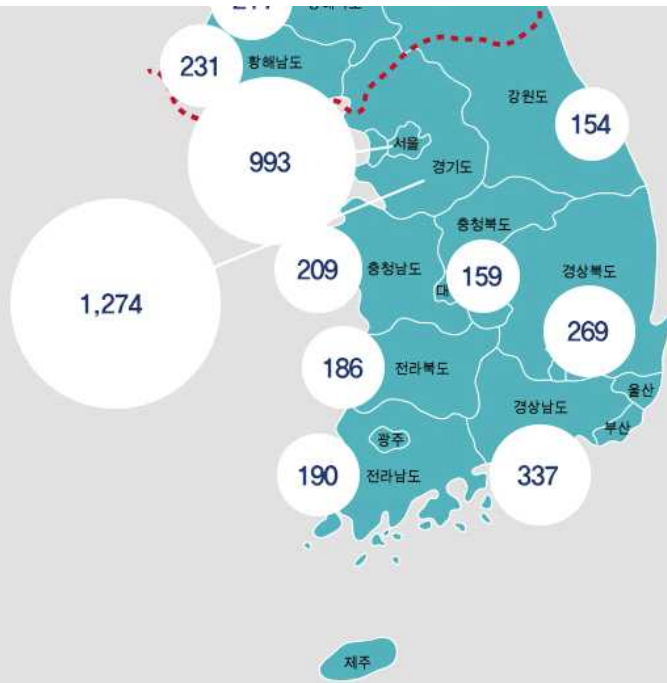 231
황해남도
강원도
154
993
서울
경기도
충청북도
209
충청남도
159
경상북도
1,274
269
186
전라북도
울산
경상남도
부산
광주
190
전라남도
337
제주